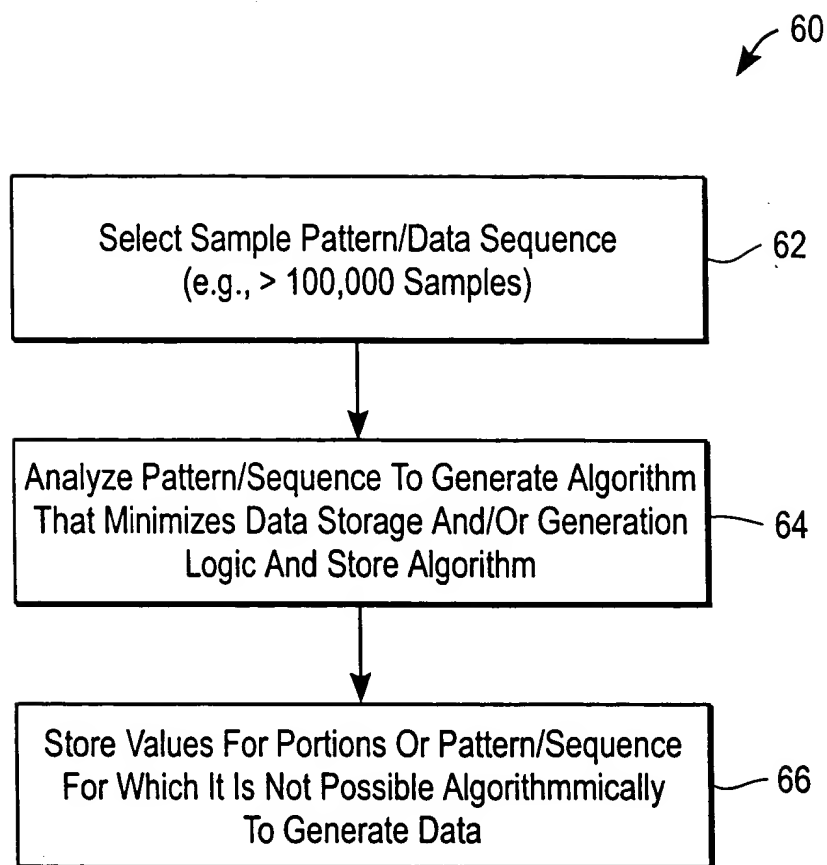 60
Select Sample Pattern/Data Sequence
(e.g., > 100,000 Samples)
62
Analyze Pattern/Sequence To Generate Algorithm
That Minimizes Data Storage And/Or Generation
Logic And Store Algorithm
64
Store Values For Portions Or Pattern/Sequence
For Which It Is Not Possible Algorithmmically
To Generate Data
66